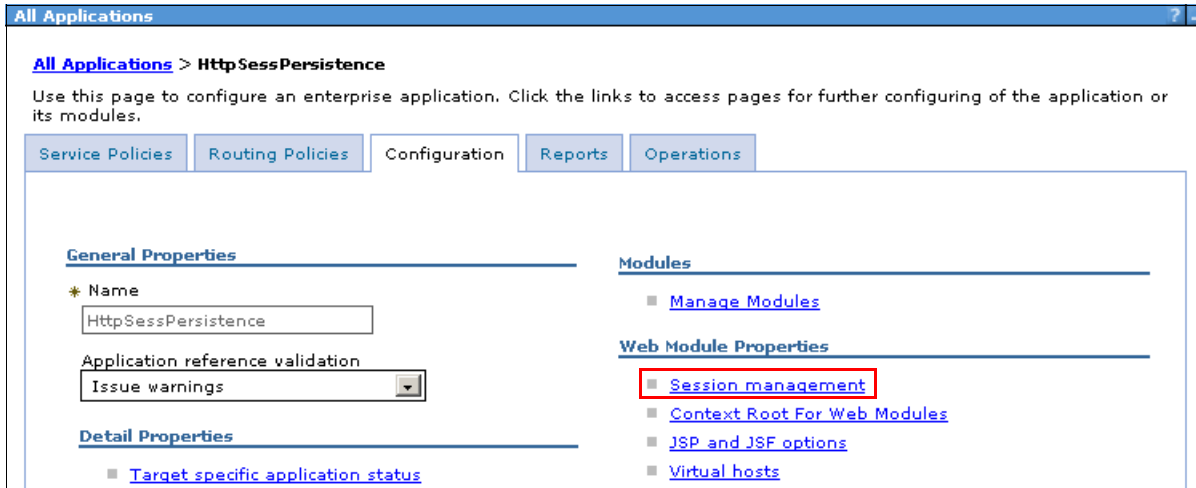 All Applications
?
All Applications > HttpSessPersistence
Use this page to configure an enterprise application. Click the links to access pages for further configuring of the application or
its modules.
Service Policies
Routing Policies
Configuration
Reports
Operations
General Properties
* Name
HttpSessPersistence
Application reference validation
Issue warnings
Detail Properties
Target specific application status
Modules
Manage Modules
Web Module Properties
Session management
Context Root For Web Modules
JSP and JSF options
Virtual hosts